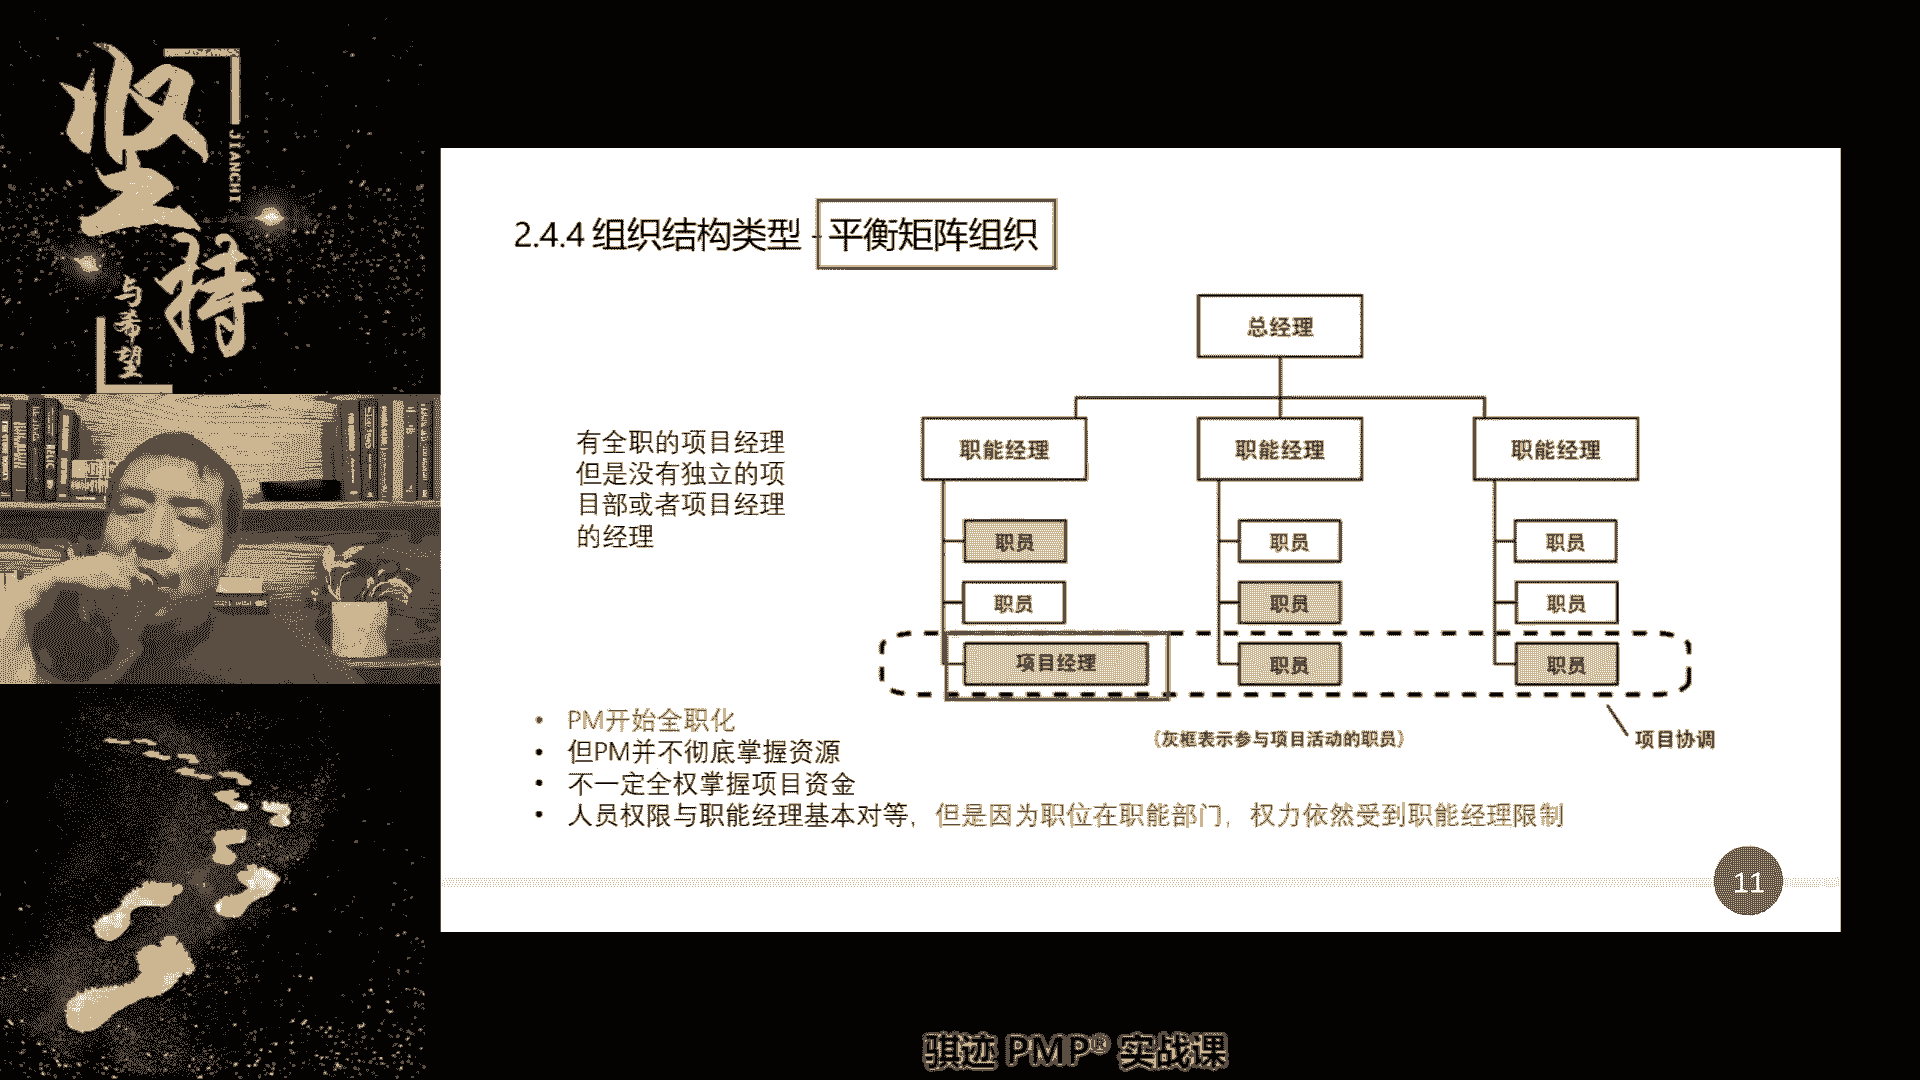 坚持
JIANCHI
与希望
2.4.4 组织结构类型 - 平衡矩阵组织
总经理
职能经理 职能经理 职能经理
有全职的项目经理
但是没有独立的项
目部或者项目经理
的经理
职员 职员 职员
职员 职员 职员
项目经理 职员 职员
(灰框表示参与项目活动的职员)
项目协调
• PM开始全职化
• 但PM并不彻底掌握资源
• 不一定全权掌握项目资金
• 人员权限与职能经理基本对等，但是因为职位在职能部门，权力依然受到职能经理限制
11
骐迹 PMP® 实战课